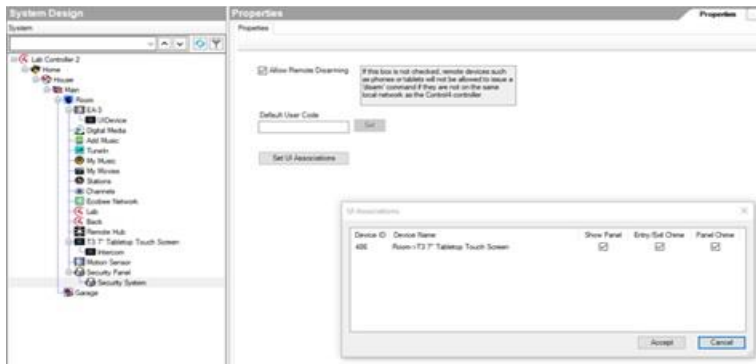 System Design
System
Lab Controller 2
Home
House
Main
Room
EA-3
UIDevice
Digital Media
Add Music
TuneIn
My Music
My Movies
Stations
Channels
Ecobee Network
Lab
Back
Remote Hub
T3 7" Tabletop Touch Screen
Intercom
Motion Sensor
Security Panel
Security System
Garage
Properties
Properties
Properties
Allow Remote Disarming
If this box is not checked, remote devices such
as phones or tablets will not be allowed to issue a
'disarm' command if they are not on the same
local network as the Control4 controller
Default User Code
Set
Set UI Associations
UI Associations
Device ID Device Name Show Panel Entry/Exit Chime Panel Chime
Room->T3 7" Tabletop Touch Screen
Accept Cancel